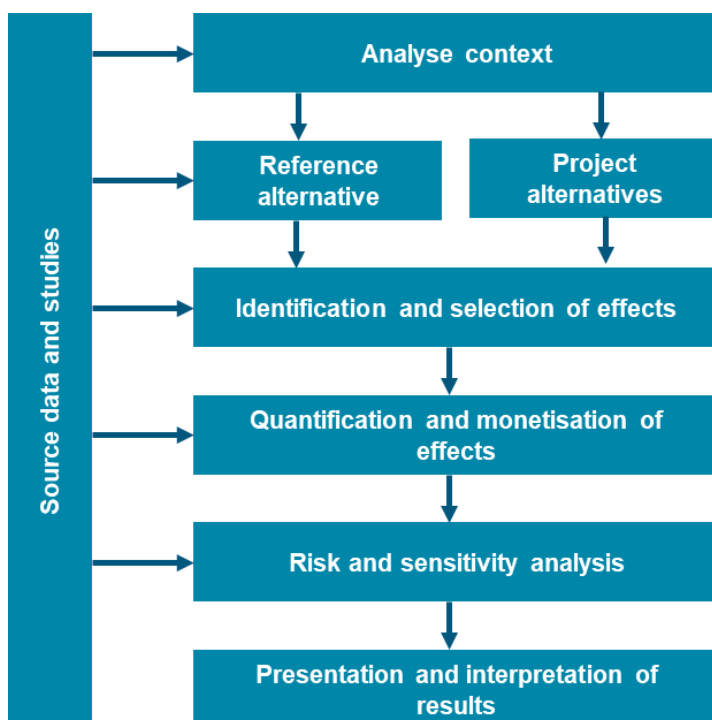 Source data and studies
Analyse context
Reference
alternative
Project
alternatives
Identification and selection of effects
Quantification and monetisation of
effects
Risk and sensitivity analysis
Presentation and interpretation of
results